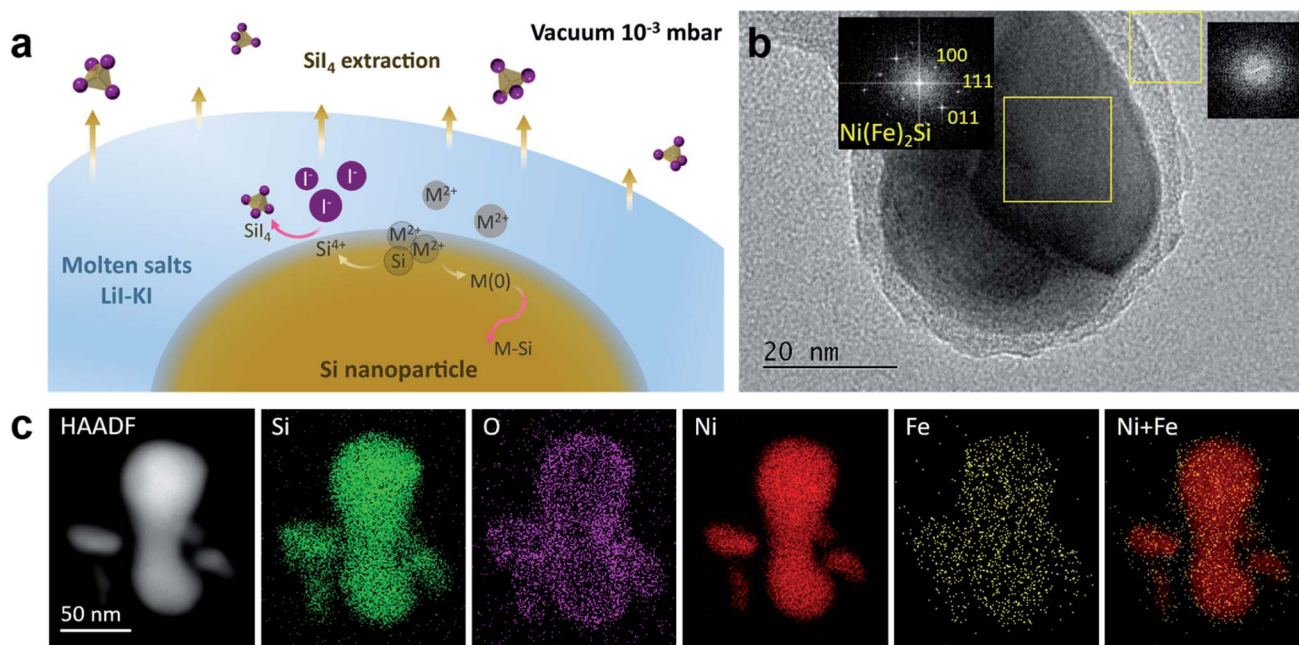 a
Vacuum 10⁻³ mbar
SiI₄ extraction
I⁻
I⁻
I⁻
M²⁺
M²⁺
SiI₄
Si⁴⁺
M²⁺
M²⁺
Si
M(0)
M-Si
Molten salts
LiI-KI
Si nanoparticle
b
100
111
011
Ni(Fe)₂Si
20 nm
c
HAADF
Si
O
Ni
Fe
Ni+Fe
50 nm